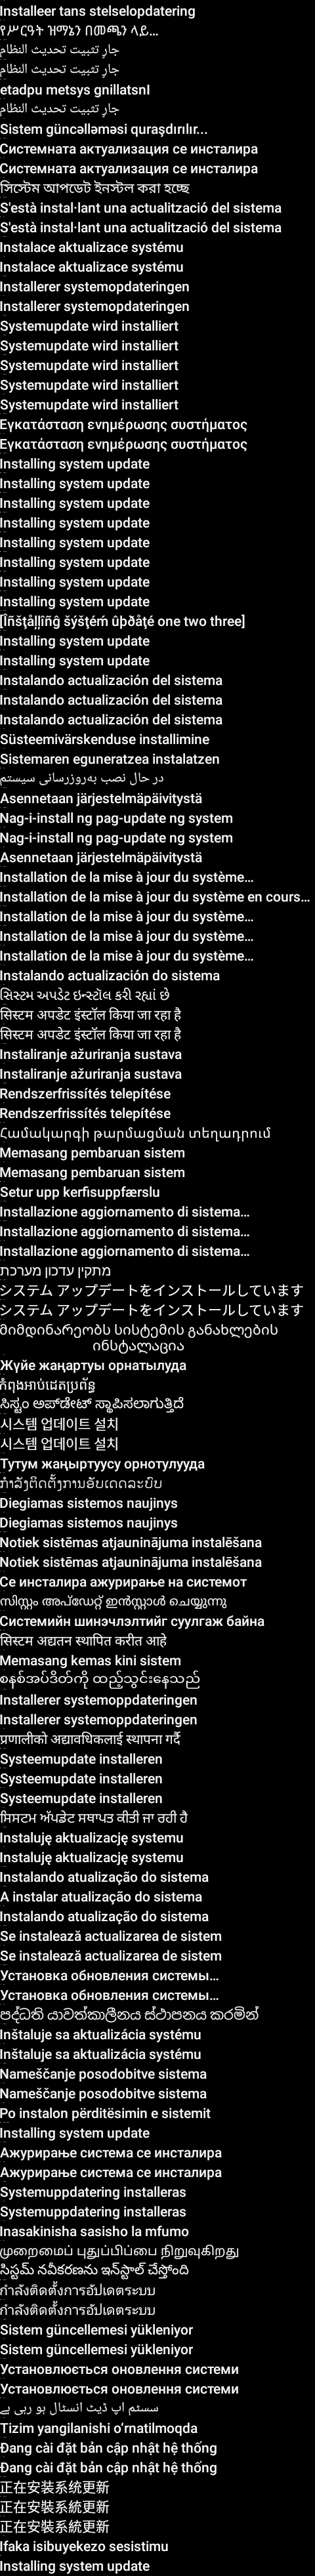 Installeer tans stelselopdatering
የሥርዓት ዝማኔን በመጫን ላይ…
جارٍ تثبيت تحديث النظام
جارٍ تثبيت تحديث النظام
etadpu metsys gnillatsnI
جارٍ تثبيت تحديث النظام
Sistem güncəlləməsi quraşdırılır...
Системната актуализация се инсталира
Системната актуализация се инсталира
সিস্টেম আপডেট ইনস্টল করা হচ্ছে
S'està instal·lant una actualització del sistema
S'està instal·lant una actualització del sistema
Instalace aktualizace systému
Instalace aktualizace systému
Installerer systemopdateringen
Installerer systemopdateringen
Systemupdate wird installiert
Systemupdate wird installiert
Systemupdate wird installiert
Systemupdate wird installiert
Systemupdate wird installiert
Εγκατάσταση ενημέρωσης συστήματος
Εγκατάσταση ενημέρωσης συστήματος
Installing system update
Installing system update
Installing system update
Installing system update
Installing system update
Installing system update
Installing system update
Installing system update
[Îñšţåļļîñĝ šýšţéḿ ûþðåţé one two three]
Installing system update
Installing system update
Instalando actualización del sistema
Instalando actualización del sistema
Instalando actualización del sistema
Süsteemivärskenduse installimine
Sistemaren eguneratzea instalatzen
در حال نصب به‌روزرسانی سیستم
Asennetaan järjestelmäpäivitystä
Nag-i-install ng pag-update ng system
Nag-i-install ng pag-update ng system
Asennetaan järjestelmäpäivitystä
Installation de la mise à jour du système…
Installation de la mise à jour du système en cours…
Installation de la mise à jour du système…
Installation de la mise à jour du système…
Installation de la mise à jour du système…
Instalando actualización do sistema
સિસ્ટમ અપડેટ ઇન્સ્ટૉલ કરી રહ્યાં છે
सिस्टम अपडेट इंस्टॉल किया जा रहा है
सिस्टम अपडेट इंस्टॉल किया जा रहा है
Instaliranje ažuriranja sustava
Instaliranje ažuriranja sustava
Rendszerfrissítés telepítése
Rendszerfrissítés telepítése
Համակարգի թարմացման տեղադրում
Memasang pembaruan sistem
Memasang pembaruan sistem
Setur upp kerfisuppfærslu
Installazione aggiornamento di sistema…
Installazione aggiornamento di sistema…
Installazione aggiornamento di sistema…
מתקין עדכון מערכת
システム アップデートをインストールしています
システム アップデートをインストールしています
მიმდინარეობს სისტემის განახლების
ინსტალაცია
Жүйе жаңартуы орнатылуда
កំពុងអាប់ដេតប្រព័ន្ធ
ಸಿಸ್ಟಂ ಅಪ್‌ಡೇಟ್‌ ಸ್ಥಾಪಿಸಲಾಗುತ್ತಿದೆ
시스템 업데이트 설치
시스템 업데이트 설치
Тутум жаңыртуусу орнотулууда
ກຳລັງຕິດຕັ້ງການອັບເດດລະບົບ
Diegiamas sistemos naujinys
Diegiamas sistemos naujinys
Notiek sistēmas atjauninājuma instalēšana
Notiek sistēmas atjauninājuma instalēšana
Се инсталира ажурирање на системот
സിസ്റ്റം അപ്ഡേറ്റ് ഇൻസ്റ്റാൾ ചെയ്യുന്നു
Системийн шинэчлэлтийг суулгаж байна
सिस्टम अद्यतन स्थापित करीत आहे
Memasang kemas kini sistem
စနစ်အပ်ဒိတ်ကို ထည့်သွင်းနေသည်
Installerer systemoppdateringen
Installerer systemoppdateringen
प्रणालीको अद्यावधिकलाई स्थापना गर्दै
Systeemupdate installeren
Systeemupdate installeren
Systeemupdate installeren
ਸਿਸਟਮ ਅੱਪਡੇਟ ਸਥਾਪਤ ਕੀਤੀ ਜਾ ਰਹੀ ਹੈ
Instaluję aktualizację systemu
Instaluję aktualizację systemu
Instalando atualização do sistema
A instalar atualização do sistema
Instalando atualização do sistema
Se instalează actualizarea de sistem
Se instalează actualizarea de sistem
Установка обновления системы…
Установка обновления системы…
පද්ධති යාවත්කාලීනය ස්ථාපනය කරමින්
Inštaluje sa aktualizácia systému
Inštaluje sa aktualizácia systému
Nameščanje posodobitve sistema
Nameščanje posodobitve sistema
Po instalon përditësimin e sistemit
Installing system update
Ажурирање система се инсталира
Ажурирање система се инсталира
Systemuppdatering installeras
Systemuppdatering installeras
Inasakinisha sasisho la mfumo
முறைமைப் புதுப்பிப்பை நிறுவுகிறது
సిస్టమ్ నవీకరణను ఇన్‌స్టాల్ చేస్తోంది
กำลังติดตั้งการอัปเดตระบบ
กำลังติดตั้งการอัปเดตระบบ
Sistem güncellemesi yükleniyor
Sistem güncellemesi yükleniyor
Установлюється оновлення системи
Установлюється оновлення системи
سسٹم اپ ڈیٹ انسٹال ہو رہی ہے
Tizim yangilanishi o‘rnatilmoqda
Đang cài đặt bản cập nhật hệ thống
Đang cài đặt bản cập nhật hệ thống
正在安装系统更新
正在安裝系統更新
正在安裝系統更新
Ifaka isibuyekezo sesistimu
Installing system update